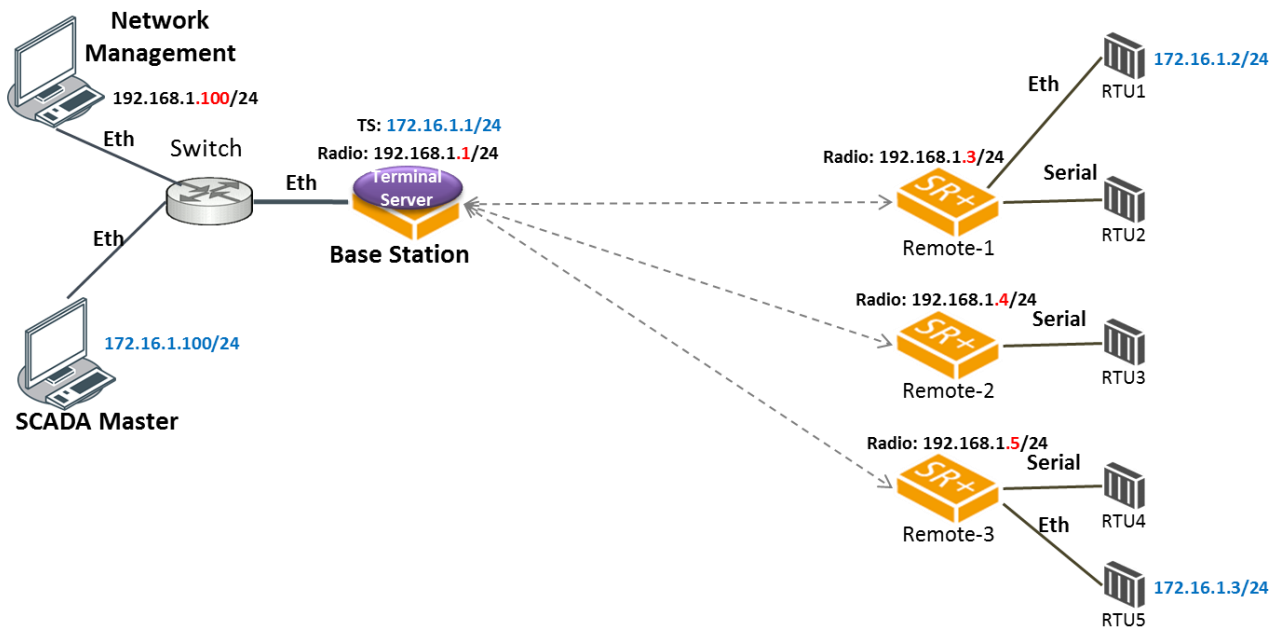 Network
Management
192.168.1.100/24
Eth
Switch
Eth
Eth
SCADA Master
172.16.1.100/24
TS: 172.16.1.1/24
Radio: 192.168.1.1/24
Terminal
Server
Base Station
Radio: 192.168.1.3/24
SR+
Remote-1
Eth
RTU1
172.16.1.2/24
Serial
RTU2
Radio: 192.168.1.4/24
SR+
Remote-2
Serial
RTU3
Radio: 192.168.1.5/24
SR+
Remote-3
Serial
RTU4
Eth
RTU5
172.16.1.3/24